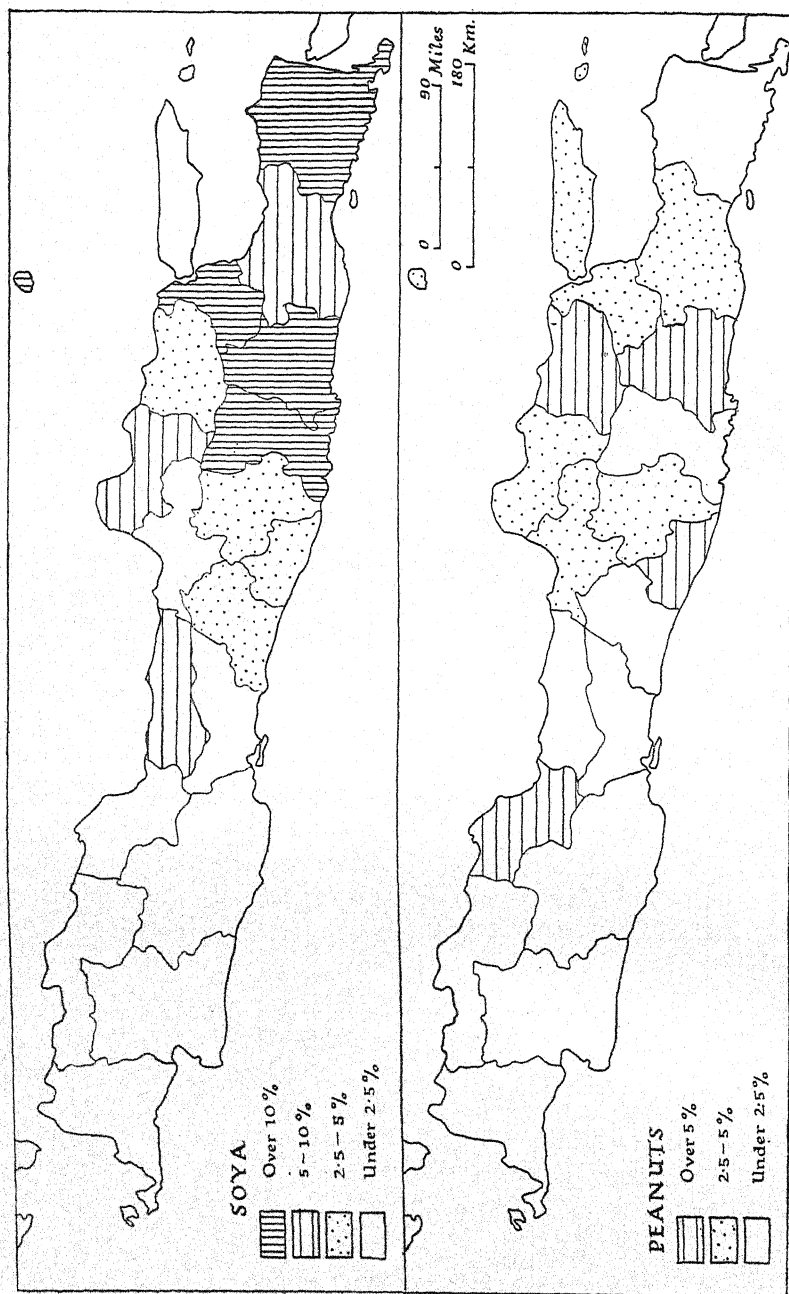 SOYA
Over 10%
5–10%
2·5–5%
Under 2·5%
0 90 Miles
0 180 Km.
PEANUTS
Over 5%
2·5–5%
Under 2·5%